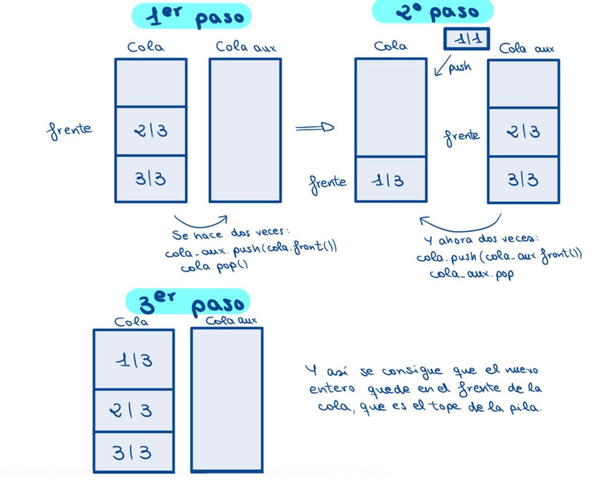 1er paso
Cola
Cola aux
frente
2|3
3|3
Se hace dos veces:
cola_aux.push(cola.front())
cola.pop()
2º paso
1|1
Cola
push
Cola aux
frente
1|3
frente
2|3
3|3
Y ahora dos veces:
cola.push(cola_aux.front())
cola_aux.pop
3er paso
Cola
Cola aux
1|3
2|3
3|3
Y así se consigue que el nuevo
entero quede en el frente de la
cola, que es el tope de la pila.